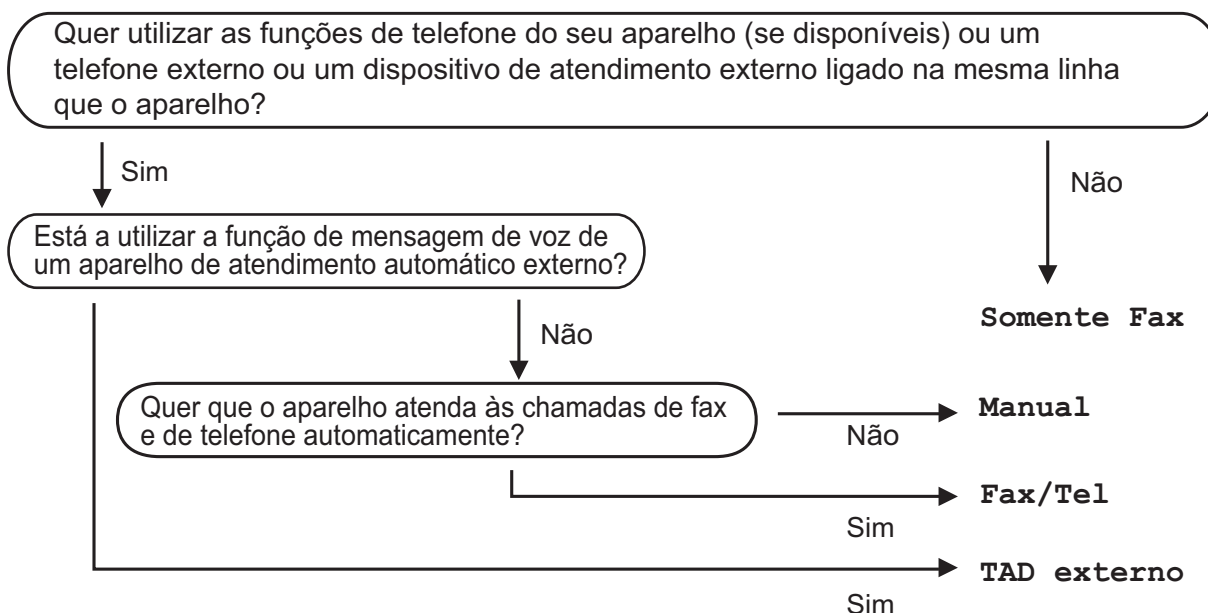 Quer utilizar as funções de telefone do seu aparelho (se disponíveis) ou um
telefone externo ou um dispositivo de atendimento externo ligado na mesma linha
que o aparelho?
Sim
Não
Está a utilizar a função de mensagem de voz de
um aparelho de atendimento automático externo?
Somente Fax
Não
Quer que o aparelho atenda às chamadas de fax
e de telefone automaticamente?
Manual
Não
Fax/Tel
Sim
TAD externo
Sim